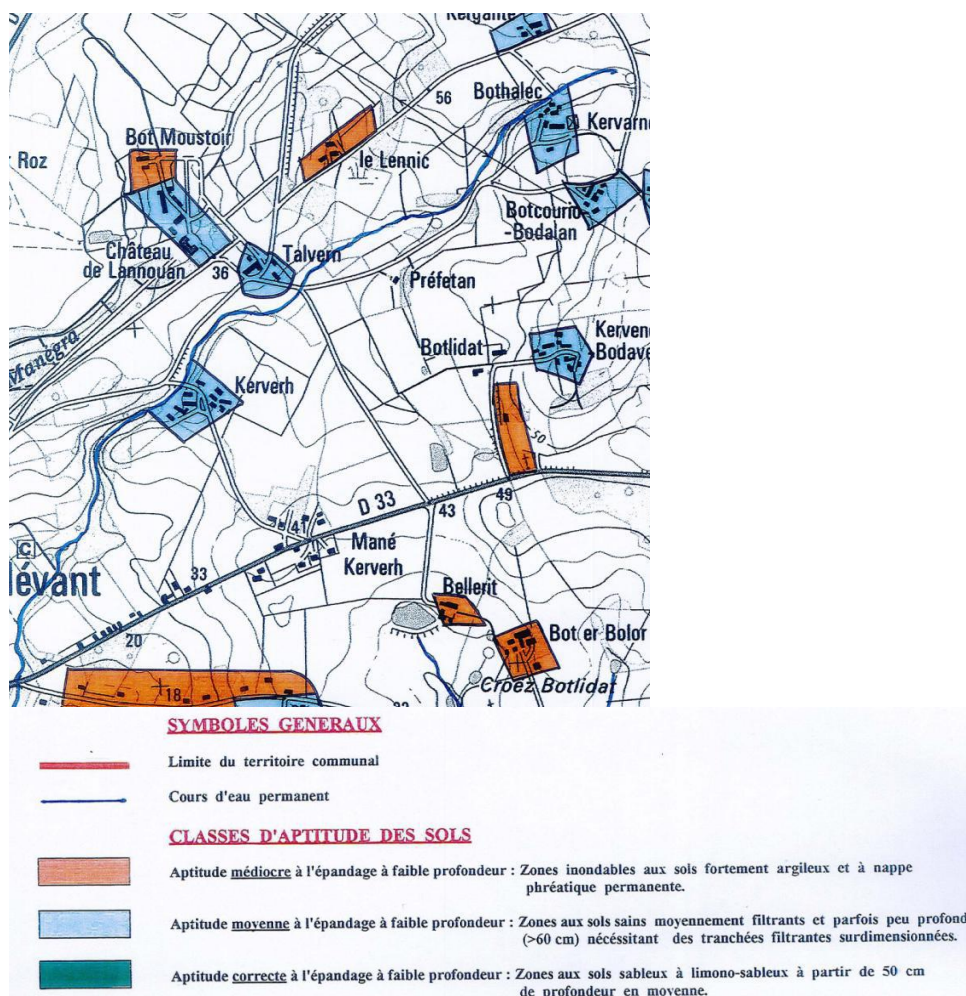 56
Bothalec
Kervarn
Bot Moustoir
Roz
le Lennic
Botcourio-
-Bodalan
Château
de Lannouan
Talvern
36
Préfetan
Manégra
Botlidat
Kerven
Bodave
Kerverh
50
D 33
49
43
41
Mané
Kerverh
C
évant
33
Bellerit
20
Bot er Bolor
18
Croez Botlidat
SYMBOLES GENERAUX
Limite du territoire communal
Cours d'eau permanent
CLASSES D'APTITUDE DES SOLS
Aptitude médiocre à l'épandage à faible profondeur : Zones inondables aux sols fortement argileux et à nappe
phréatique permanente.
Aptitude moyenne à l'épandage à faible profondeur : Zones aux sols sains moyennement filtrants et parfois peu profond
(>60 cm) nécéssitant des tranchées filtrantes surdimensionnées.
Aptitude correcte à l'épandage à faible profondeur : Zones aux sols sableux à limono-sableux à partir de 50 cm
de profondeur en moyenne.